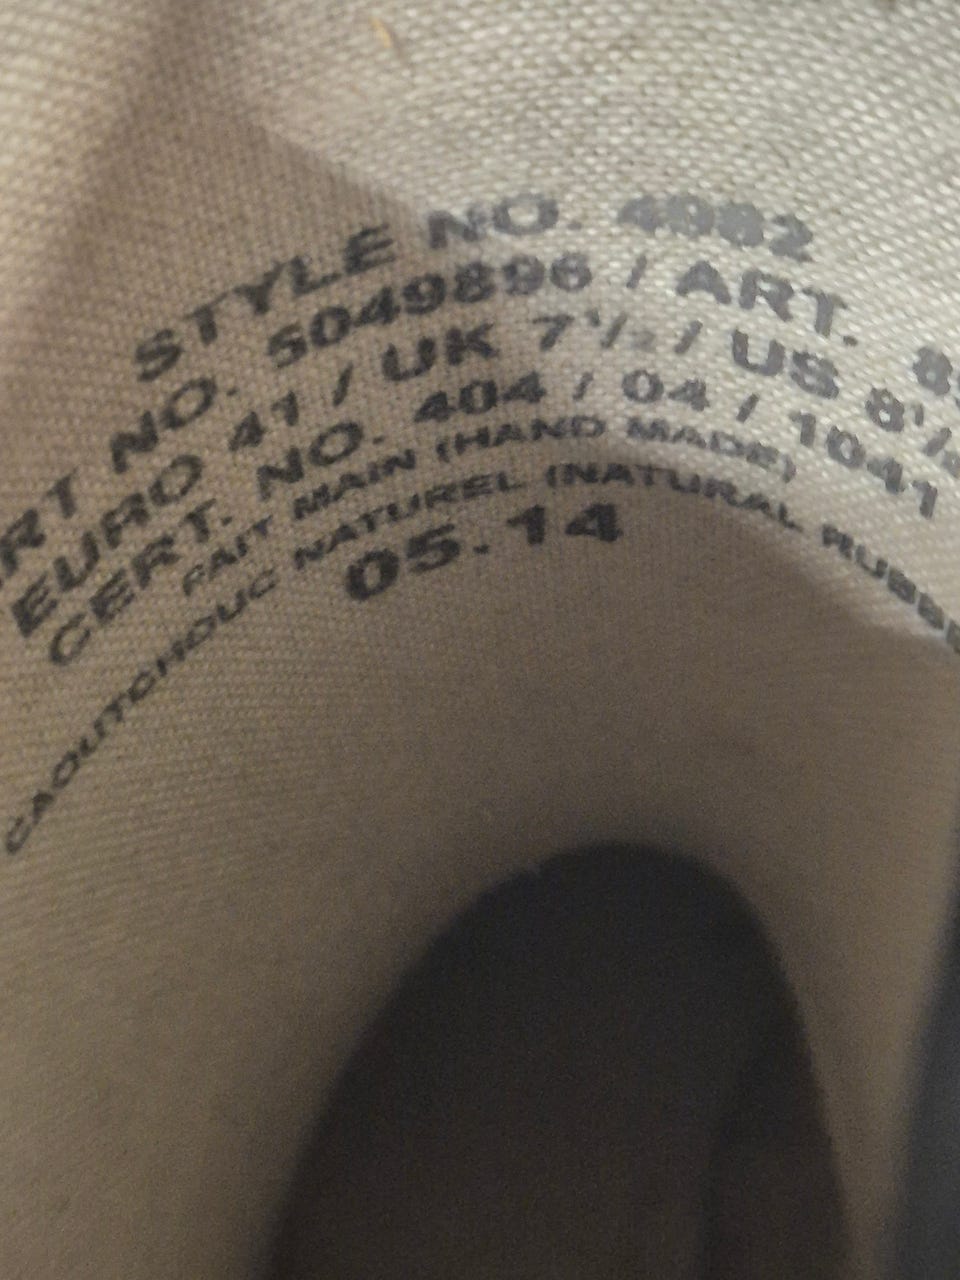 STYLE NO. 4082
ART NO. 5049896 / ART.
EURO 41 / UK 7½ / US 8½
CERT. NO. 404 / 04 / 1041
FAIT MAIN (HAND MADE)
CAOUTCHOUC NATUREL (NATURAL RUBBE
05.14